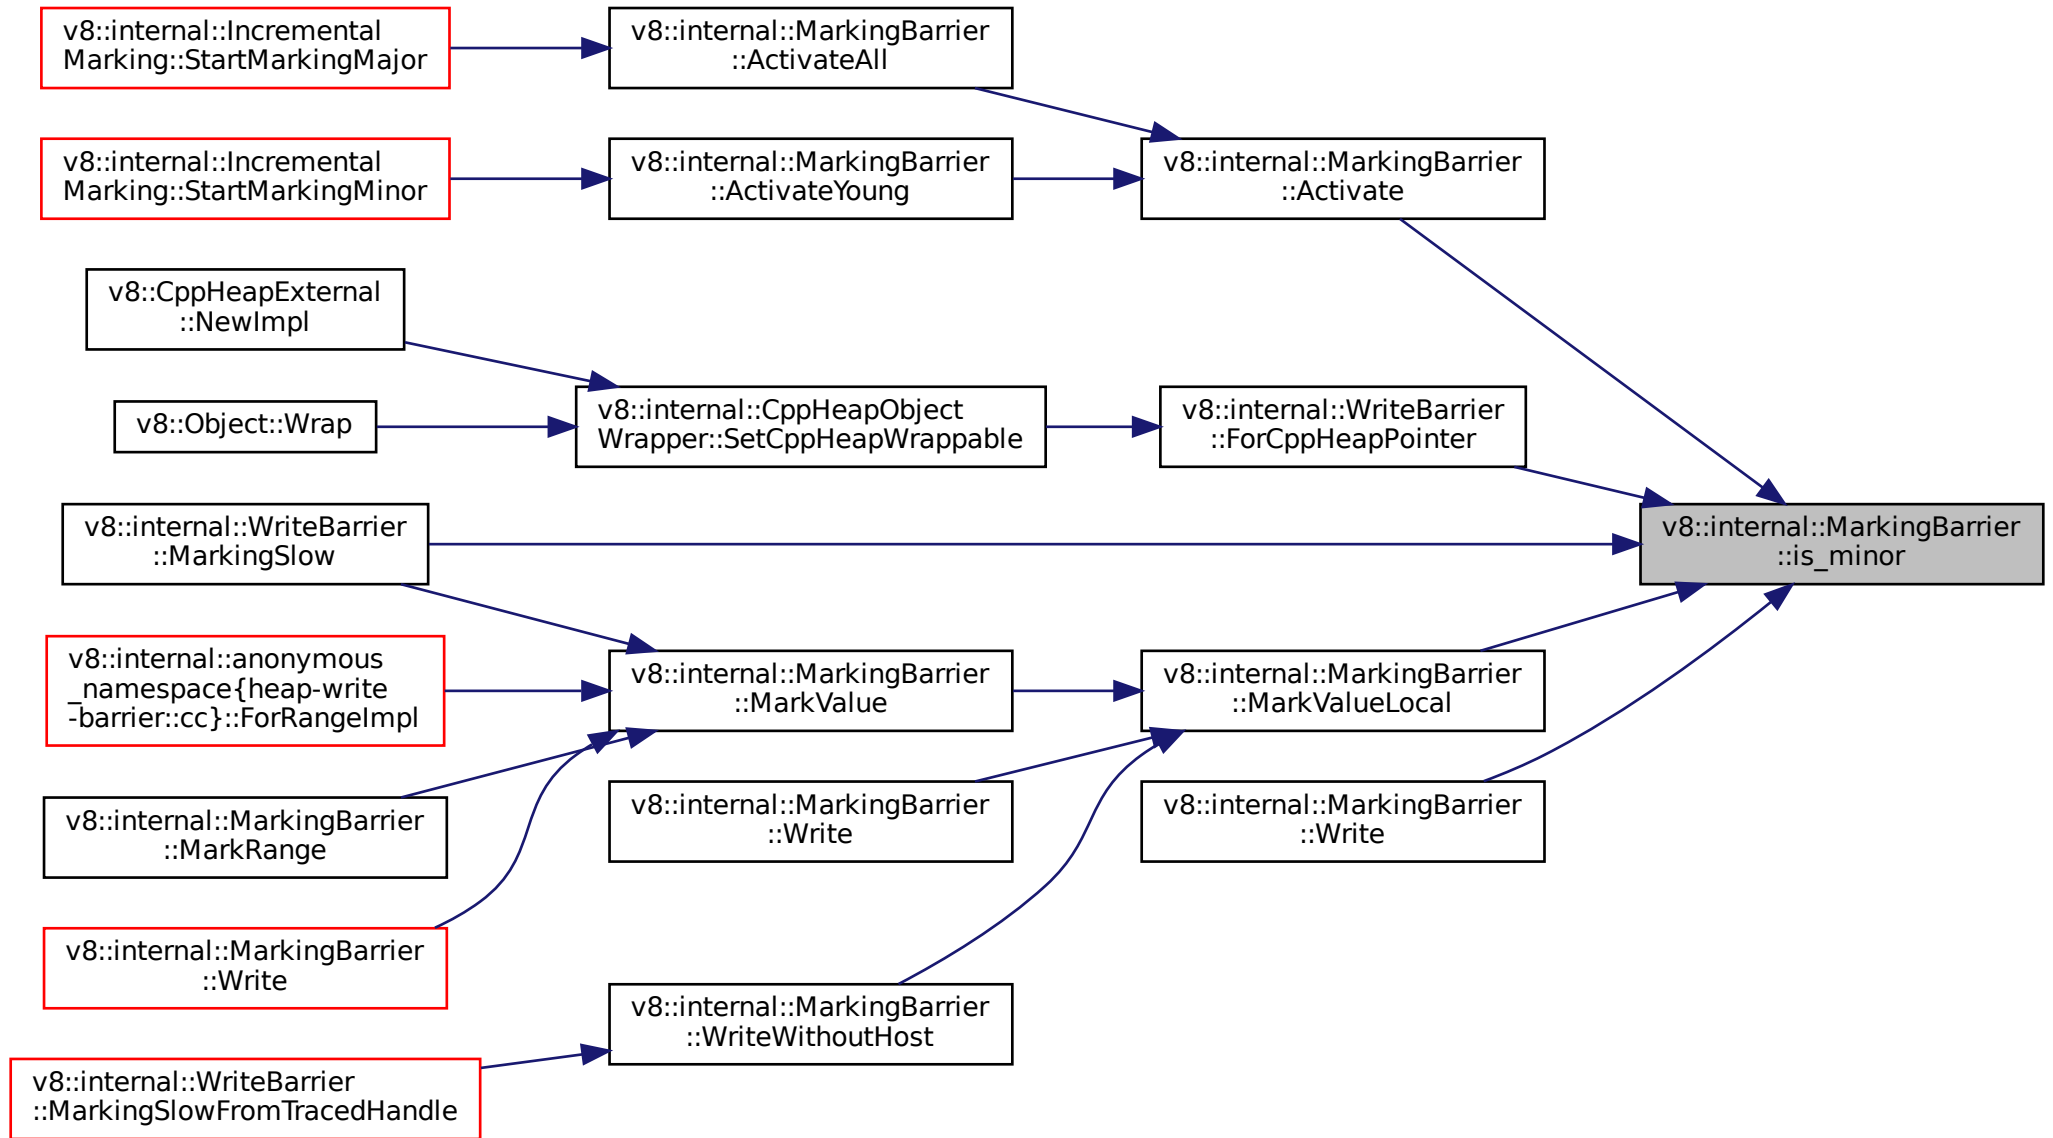 v8::internal::Incremental
Marking::StartMarkingMajor
v8::internal::MarkingBarrier
::ActivateAll
v8::internal::Incremental
Marking::StartMarkingMinor
v8::internal::MarkingBarrier
::ActivateYoung
v8::internal::MarkingBarrier
::Activate
v8::CppHeapExternal
::NewImpl
v8::Object::Wrap
v8::internal::CppHeapObject
Wrapper::SetCppHeapWrappable
v8::internal::WriteBarrier
::ForCppHeapPointer
v8::internal::WriteBarrier
::MarkingSlow
v8::internal::MarkingBarrier
::is_minor
v8::internal::anonymous
_namespace{heap-write
-barrier::cc}::ForRangeImpl
v8::internal::MarkingBarrier
::MarkValue
v8::internal::MarkingBarrier
::MarkValueLocal
v8::internal::MarkingBarrier
::MarkRange
v8::internal::MarkingBarrier
::Write
v8::internal::MarkingBarrier
::Write
v8::internal::MarkingBarrier
::Write
v8::internal::MarkingBarrier
::WriteWithoutHost
v8::internal::WriteBarrier
::MarkingSlowFromTracedHandle